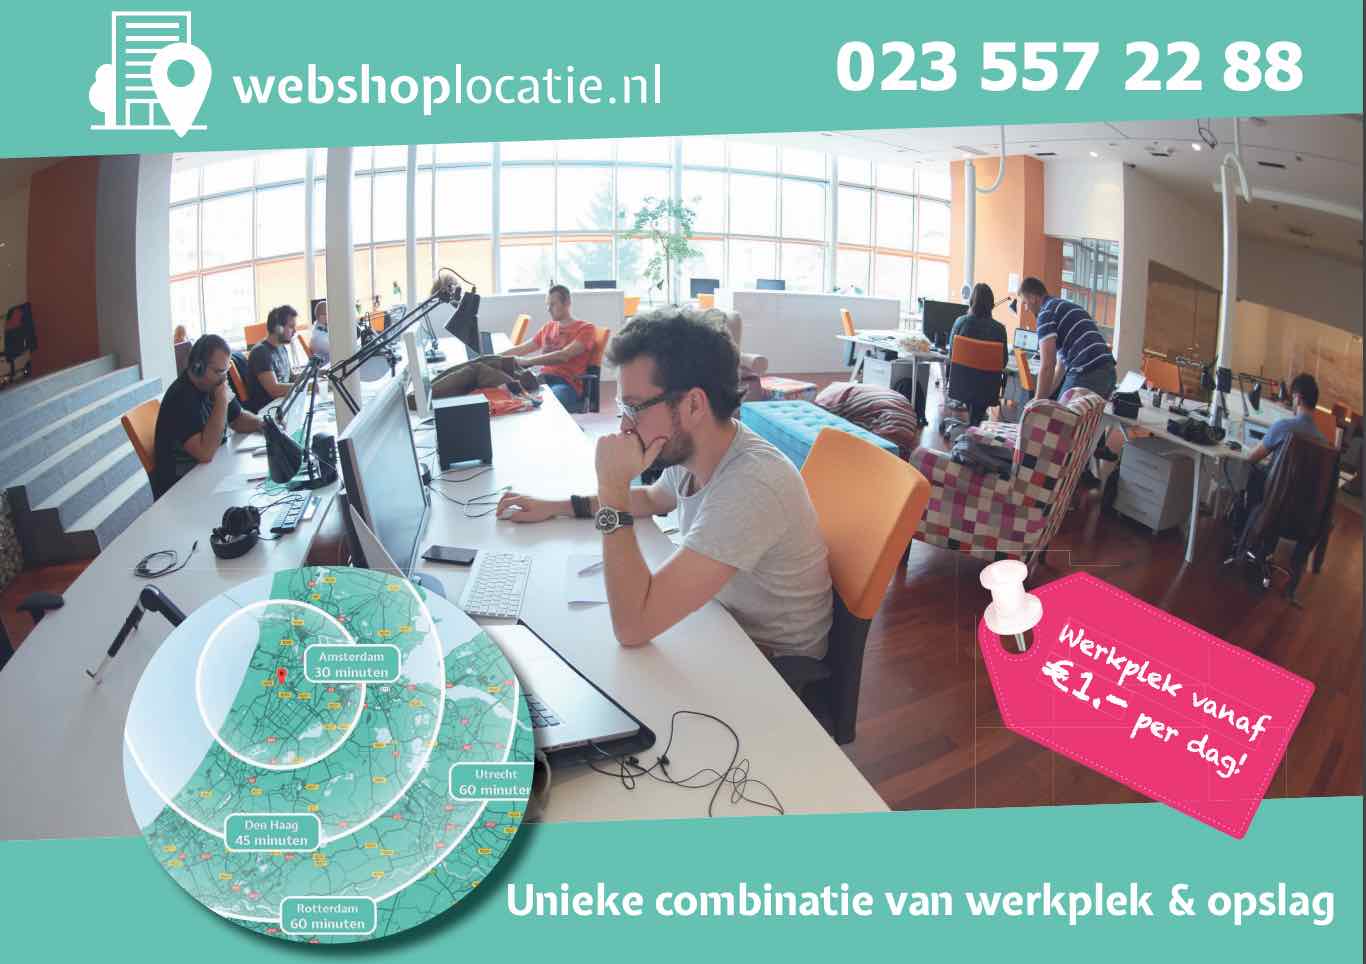 webshoplocatie.nl
023 557 22 88
Amsterdam
30 minuten
Utrecht
60 minuten
Den Haag
45 minuten
Rotterdam
60 minuten
Werkplek vanaf
€1.- per dag!
Unieke combinatie van werkplek & opslag